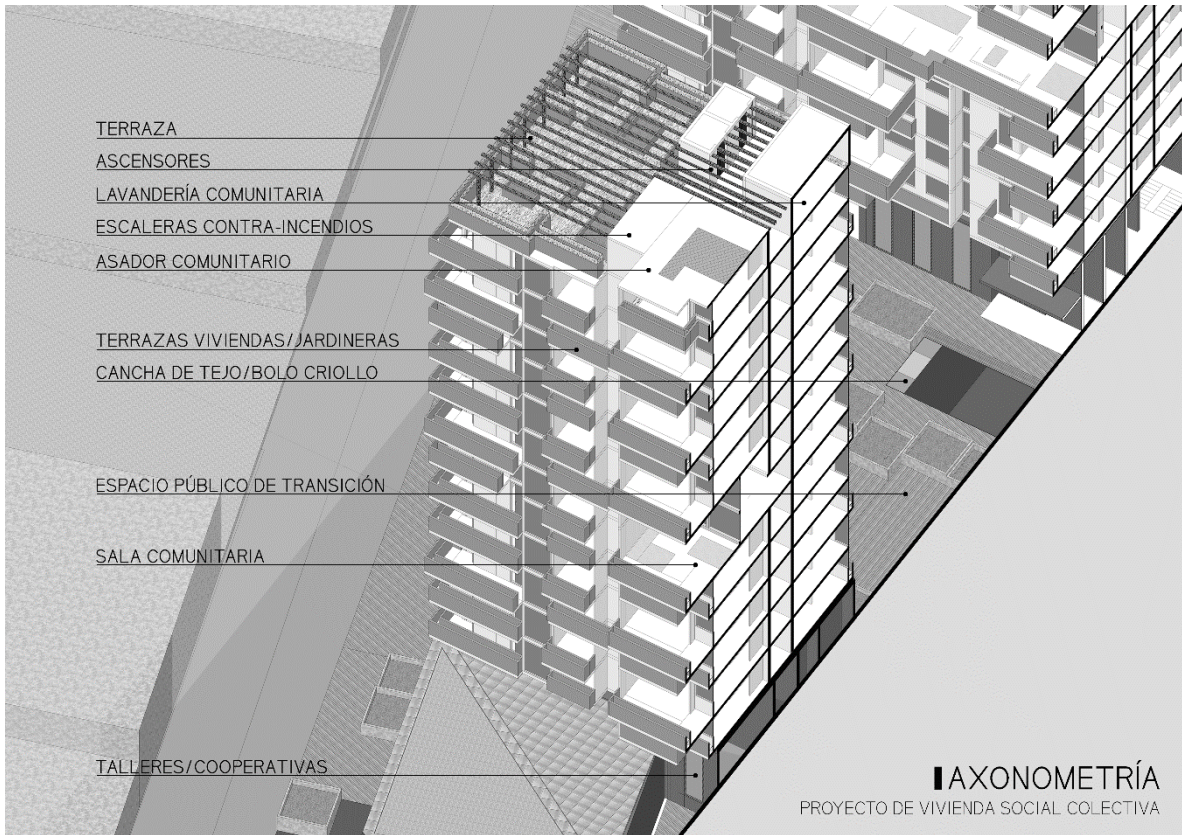 TERRAZA
ASCENSORES
LAVANDERÍA COMUNITARIA
ESCALERAS CONTRA-INCENDIOS
ASADOR COMUNITARIO
TERRAZAS VIVIENDAS/JARDINERAS
CANCHA DE TEJO/BOLO CRIOLLO
ESPACIO PÚBLICO DE TRANSICIÓN
SALA COMUNITARIA
TALLERES/COOPERATIVAS
AXONOMETRÍA
PROYECTO DE VIVIENDA SOCIAL COLECTIVA